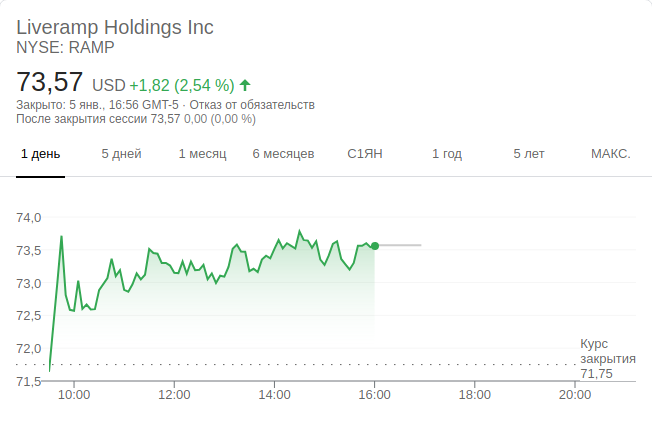 Liveramp Holdings Inc
NYSE: RAMP
73,57 USD +1,82 (2,54 %)
Закрыто: 5 янв., 16:56 GMT-5 · Отказ от обязательств
После закрытия сессии 73,57 0,00 (0,00 %)
1 день 5 дней 1 месяц 6 месяцев С1ЯН 1 год 5 лет МАКС.
74,0
73,5
73,0
72,5
72,0
71,5
Курс
закрытия
71,75
10:00 12:00 14:00 16:00 18:00 20:00